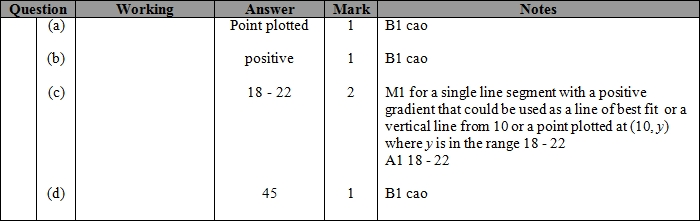 Question Working Answer Mark Notes
(a) Point plotted 1 B1 cao
(b) positive 1 B1 cao
(c) 18 - 22 2 M1 for a single line segment with a positive
gradient that could be used as a line of best fit or a
vertical line from 10 or a point plotted at (10, y)
where y is in the range 18 - 22
A1 18 - 22
(d) 45 1 B1 cao